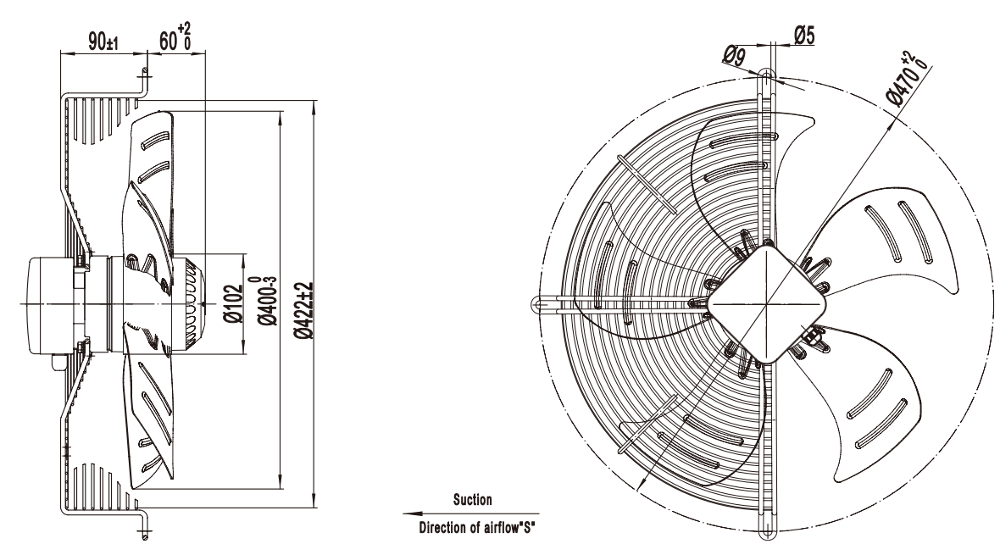 90±1
60 +2 0
Ø5
Ø9
Ø470 +2 0
Ø102
Ø400 0 -3
Ø422±2
Suction
Direction of airflow"S"